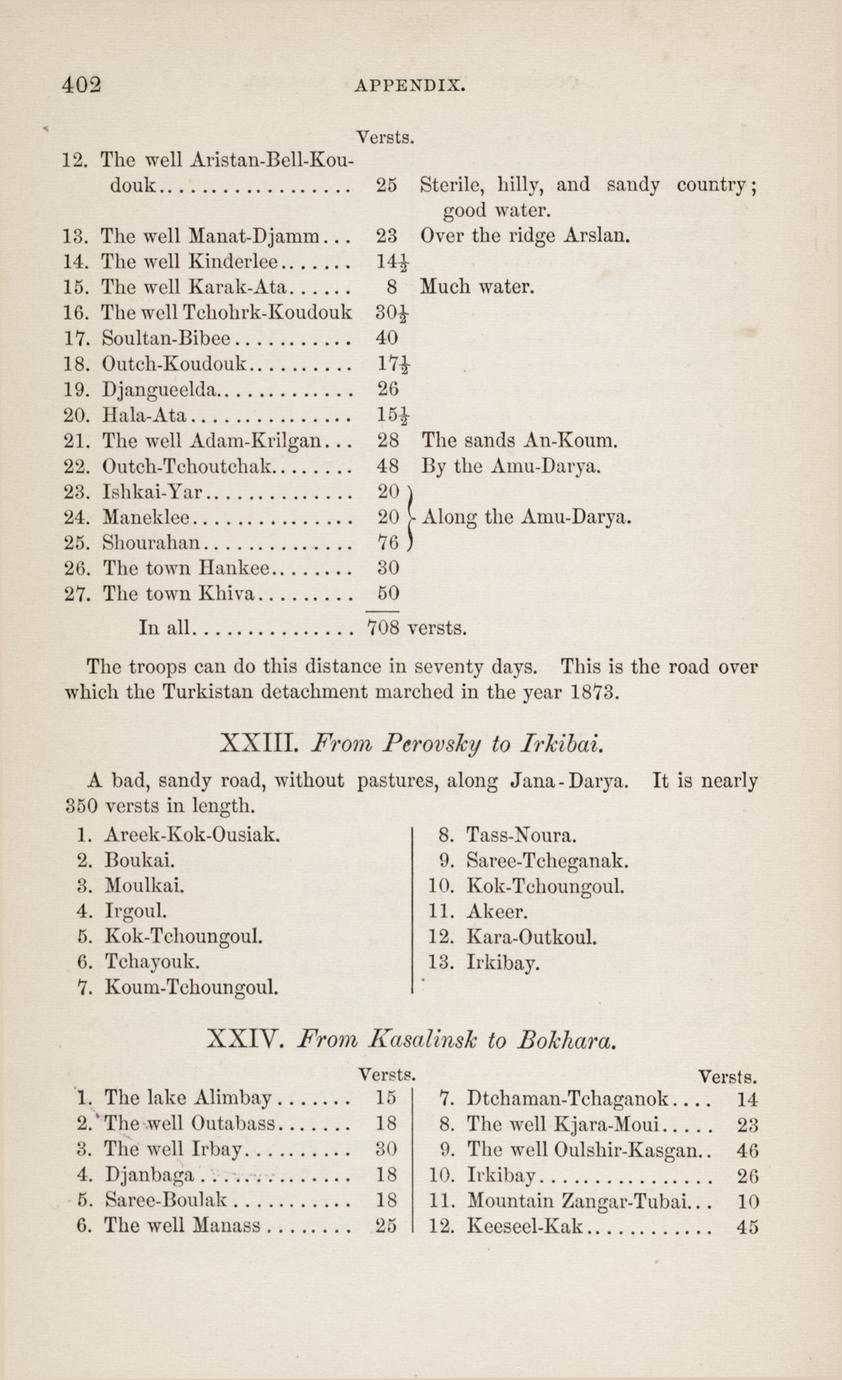 402 APPENDIX.
Versts.
12. The well Aristan-Bell-Kou-
douk.................. 25 Sterile, hilly, and sandy country;
good water.
13. The well Manat-Djamm... 23 Over the ridge Arslan.
14. The well Kinderlee....... 14½
15. The well Karak-Ata...... 8 Much water.
16. The well Tchohrk-Koudouk 30½
17. Soultan-Bibee........... 40
18. Outch-Koudouk.......... 17½
19. Djangueelda............. 26
20. Hala-Ata............... 15½
21. The well Adam-Krilgan... 28 The sands An-Koum.
22. Outch-Tchoutchak........ 48 By the Amu-Darya.
23. Ishkai-Yar.............. 20
24. Maneklee............... 20 Along the Amu-Darya.
25. Shourahan.............. 76
26. The town Hankee........ 30
27. The town Khiva......... 50
In all............... 708 versts.
The troops can do this distance in seventy days. This is the road over
which the Turkistan detachment marched in the year 1873.
XXIII. From Perovsky to Irkibai.
A bad, sandy road, without pastures, along Jana-Darya. It is nearly
350 versts in length.
1. Areek-Kok-Ousiak.
2. Boukai.
3. Moulkai.
4. Irgoul.
5. Kok-Tchoungoul.
6. Tchayouk.
7. Koum-Tchoungoul.
8. Tass-Noura.
9. Saree-Tcheganak.
10. Kok-Tchoungoul.
11. Akeer.
12. Kara-Outkoul.
13. Irkibay.
XXIV. From Kasalinsk to Bokhara.
Versts.
1. The lake Alimbay....... 15
2. The well Outabass....... 18
3. The well Irbay.......... 30
4. Djanbaga.............. 18
5. Saree-Boulak........... 18
6. The well Manass........ 25
Versts.
7. Dtchaman-Tchaganok.... 14
8. The well Kjara-Moui..... 23
9. The well Oulshir-Kasgan.. 46
10. Irkibay................ 26
11. Mountain Zangar-Tubai... 10
12. Keeseel-Kak............ 45